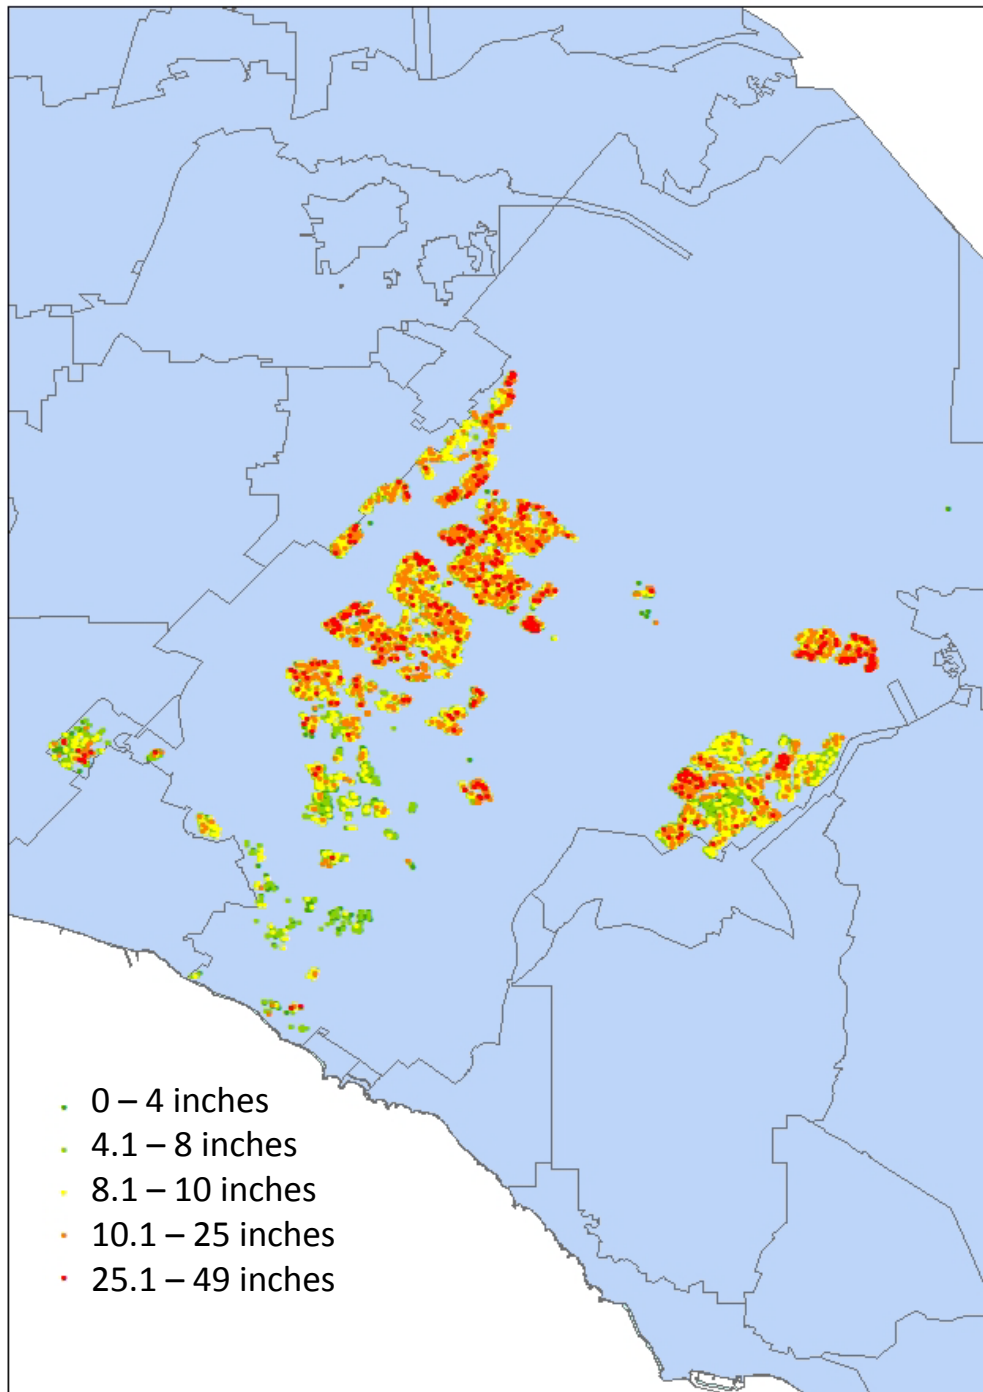 0 – 4 inches
4.1 – 8 inches
8.1 – 10 inches
10.1 – 25 inches
25.1 – 49 inches